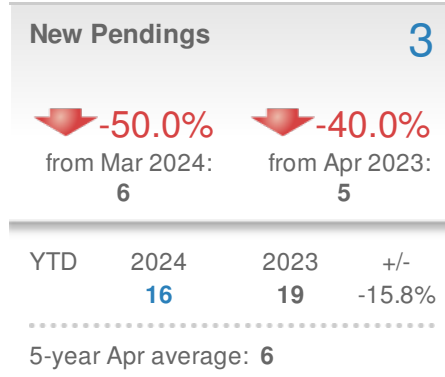 New Pendings 3
-50.0% -40.0%
from Mar 2024: from Apr 2023:
6 5
YTD 2024 2023 +/-
16 19 -15.8%
5-year Apr average: 6